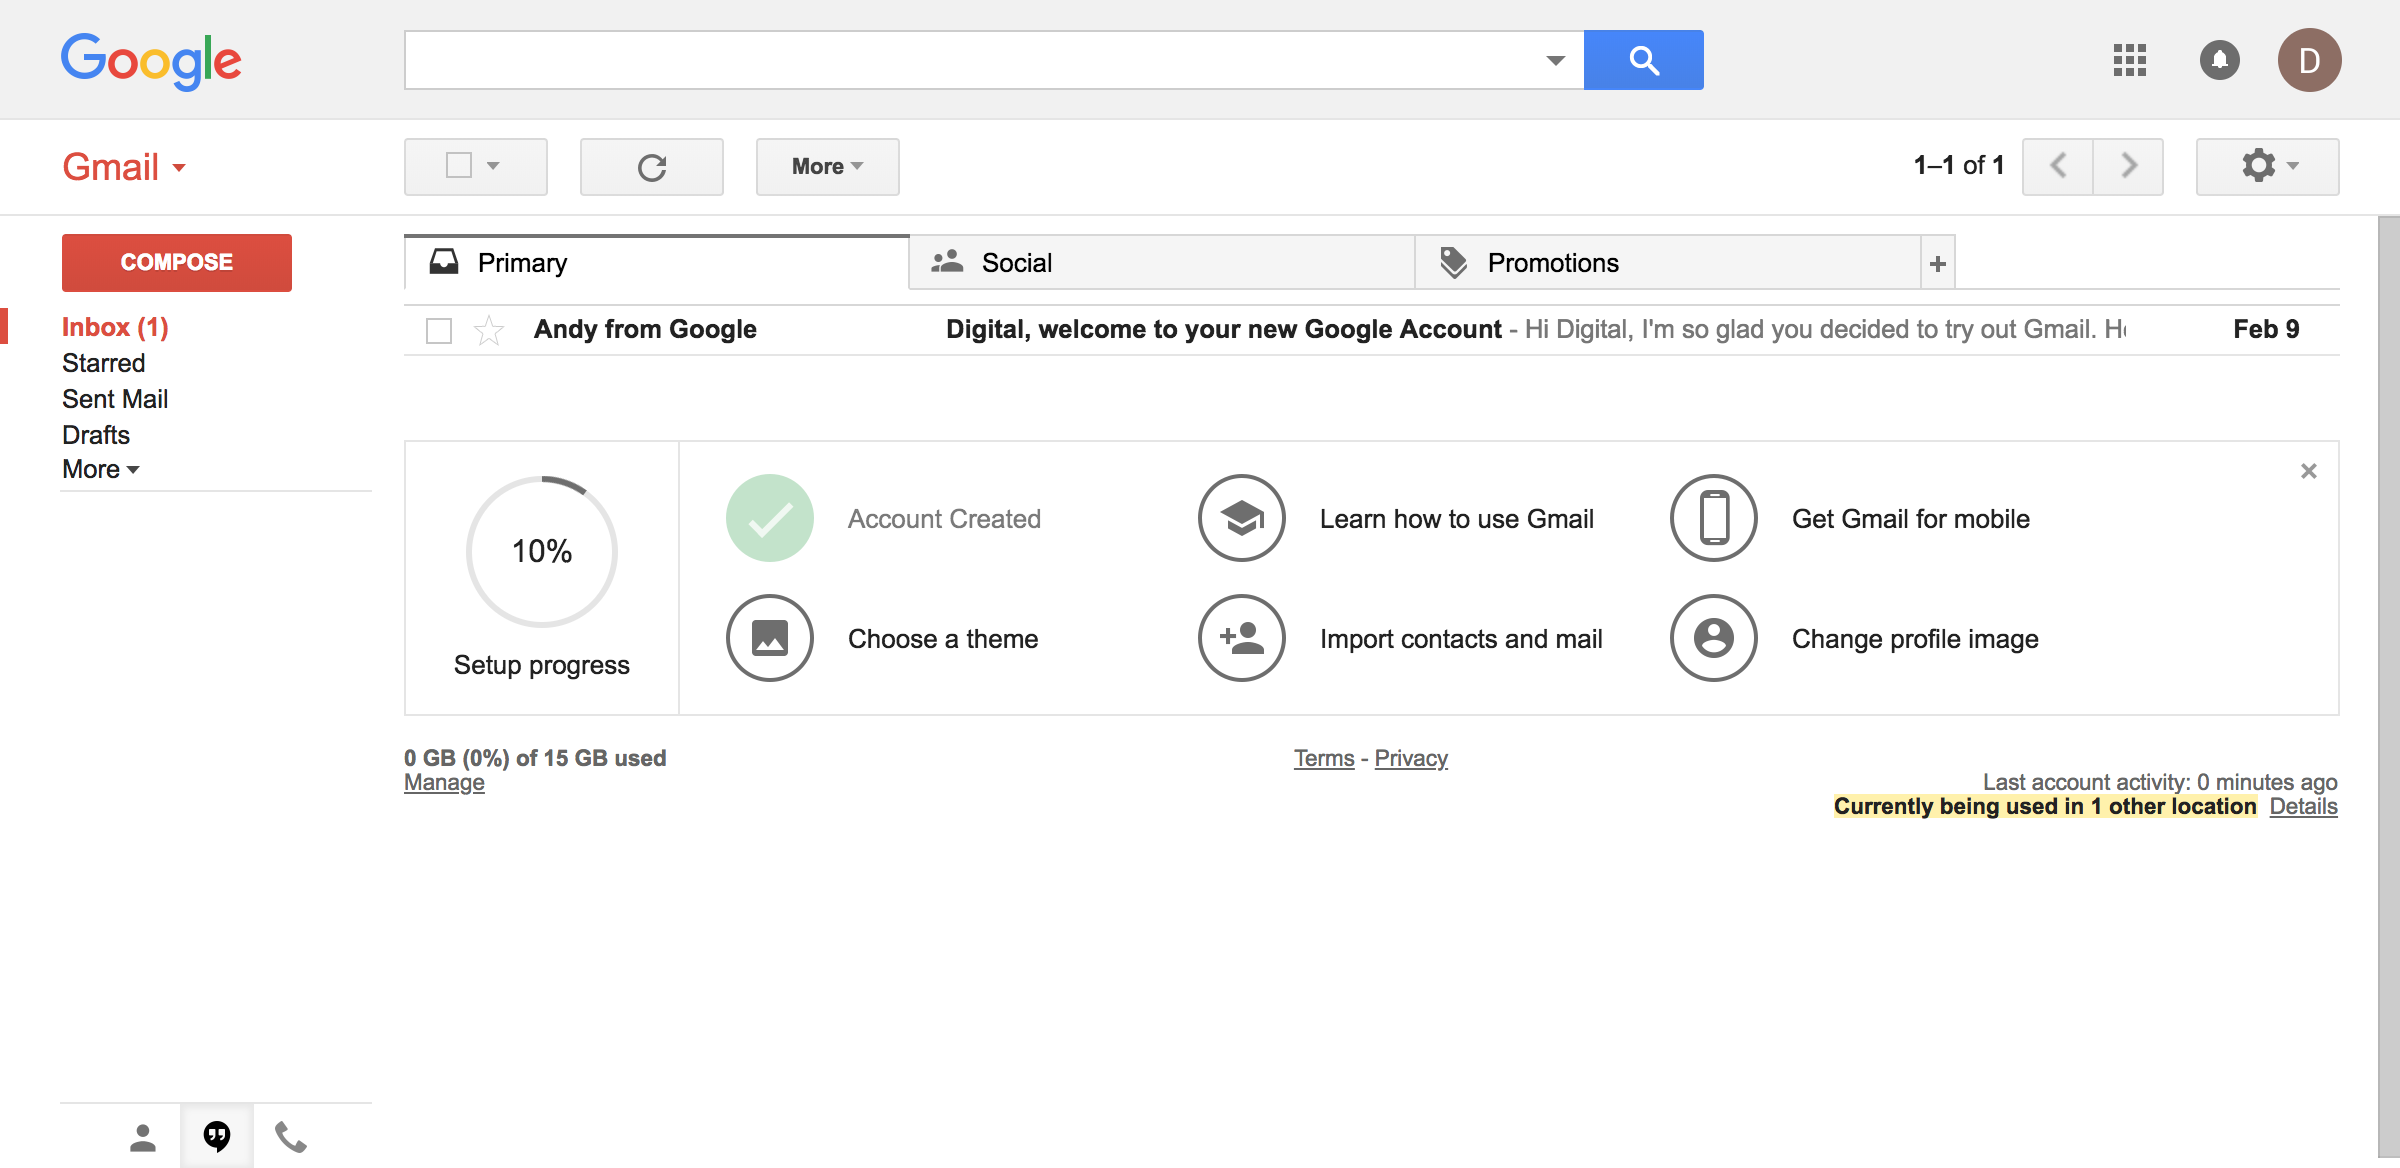 Google
D
Gmail
More
1–1 of 1
COMPOSE
Primary
Social
Promotions
+
Inbox (1)
Starred
Sent Mail
Drafts
More
Andy from Google
Digital, welcome to your new Google Account - Hi Digital, I'm so glad you decided to try out Gmail.
Feb 9
10%
Setup progress
Account Created
Learn how to use Gmail
Get Gmail for mobile
Choose a theme
Import contacts and mail
Change profile image
0 GB (0%) of 15 GB used
Manage
Terms - Privacy
Last account activity: 0 minutes ago
Currently being used in 1 other location Details